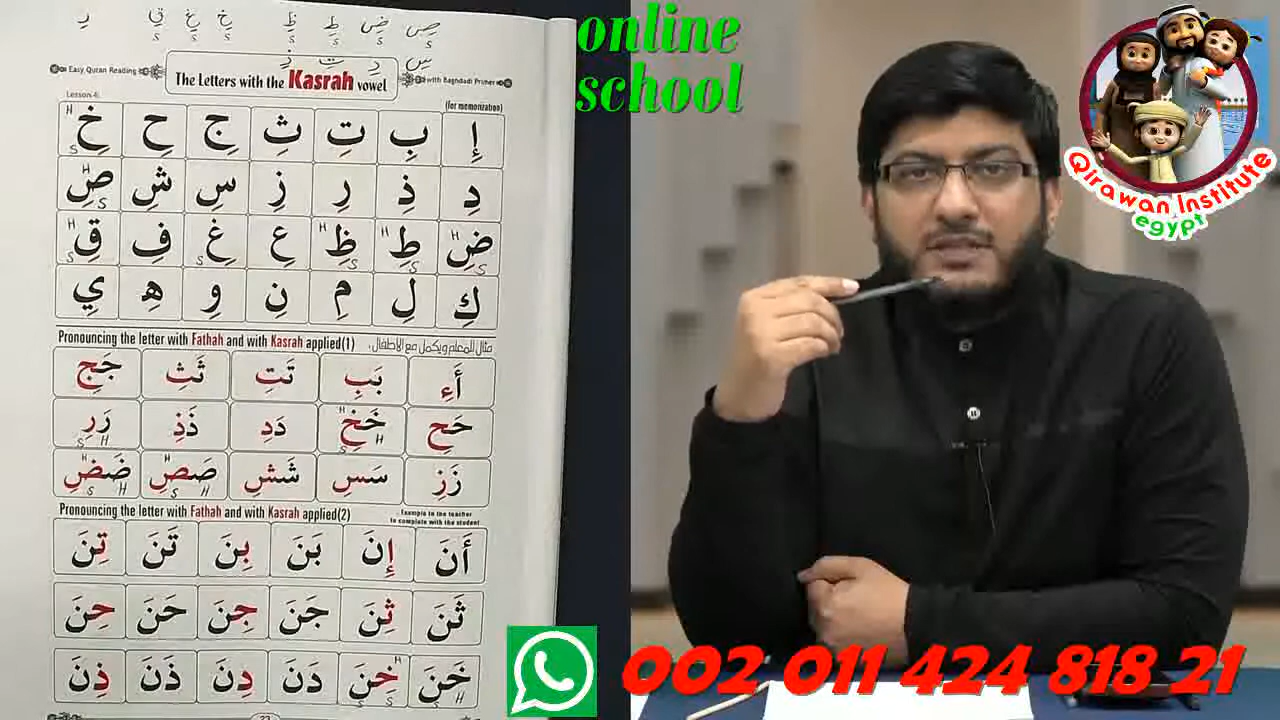 online
school
Qirawan Institute
egypt
Easy Quran Reading
with Baghdadi Primer
The Letters with the Kasrah vowel
Lesson 4:
(for memorization)
إِ بِ تِ ثِ جِ حِ خِ
دِ ذِ رِ زِ سِ شِ صِ
ضِ طِ ظِ عِ غِ فِ قِ
كِ لِ مِ نِ وِ هِ يِ
Pronouncing the letter with Fathah and with Kasrah applied(1)
مثال للمعلم ويكمل مع الأطفال:
أَءِ بَبِ تَتِ ثَثِ جَجِ
حَحِ خَخِ دَدِ ذَذِ رَرِ
زَزِ سَسِ شَشِ صَصِ ضَضِ
Pronouncing the letter with Fathah and with Kasrah applied(2)
Example to the teacher
to complete with the student
أَنَ إِنَ بَنَ بِنَ تَنَ تِنَ
ثَنَ ثِنَ جَنَ جِنَ حَنَ حِنَ
خَنَ خِنَ دَنَ دِنَ ذَنَ ذِنَ
23
002 011 424 818 21